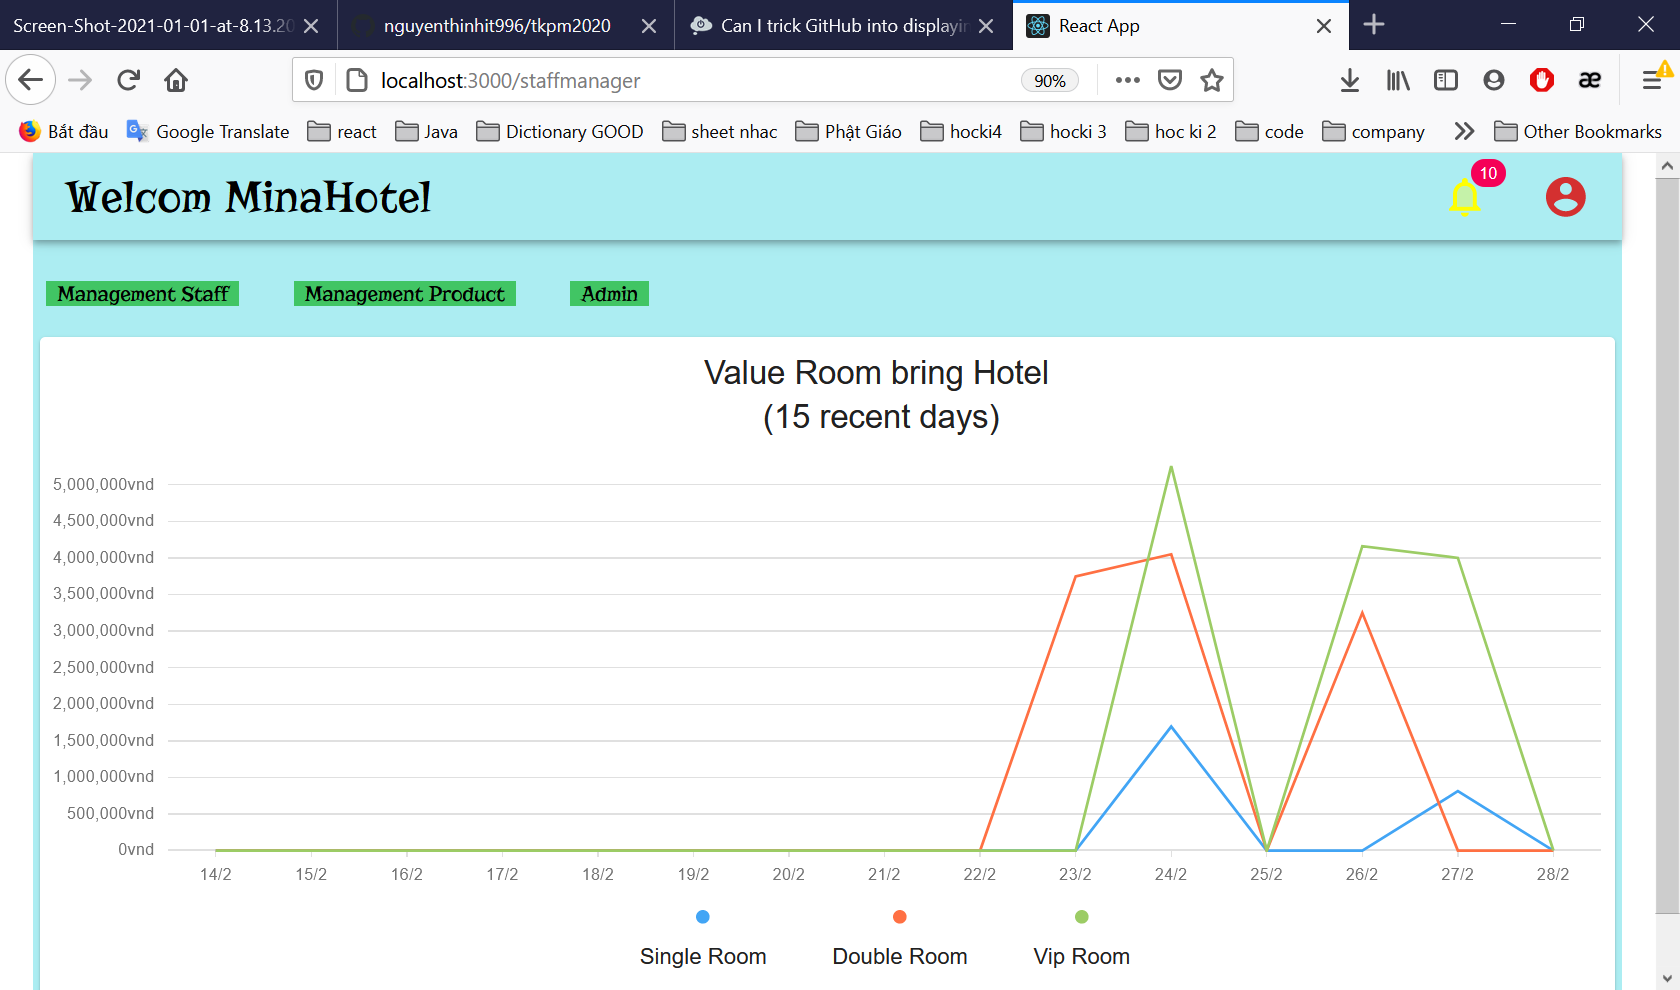 Screen-Shot-2021-01-01-at-8.13.20
nguyenthinhit996/tkpm2020
Can I trick GitHub into displayin
React App
localhost:3000/staffmanager
90%
Bắt đầu
Google Translate
react
Java
Dictionary GOOD
sheet nhac
Phật Giáo
hocki4
hocki 3
hoc ki 2
code
company
Other Bookmarks
Welcom MinaHotel
10
Management Staff
Management Product
Admin
Value Room bring Hotel
(15 recent days)
5,000,000vnd
4,500,000vnd
4,000,000vnd
3,500,000vnd
3,000,000vnd
2,500,000vnd
2,000,000vnd
1,500,000vnd
1,000,000vnd
500,000vnd
0vnd
14/2 15/2 16/2 17/2 18/2 19/2 20/2 21/2 22/2 23/2 24/2 25/2 26/2 27/2 28/2
Single Room
Double Room
Vip Room